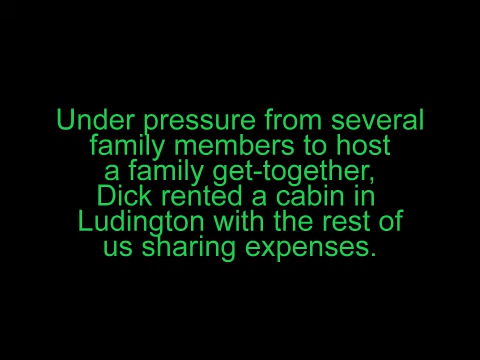 Under pressure from several
family members to host
a family get-together,
Dick rented a cabin in
Ludington with the rest of
us sharing expenses.